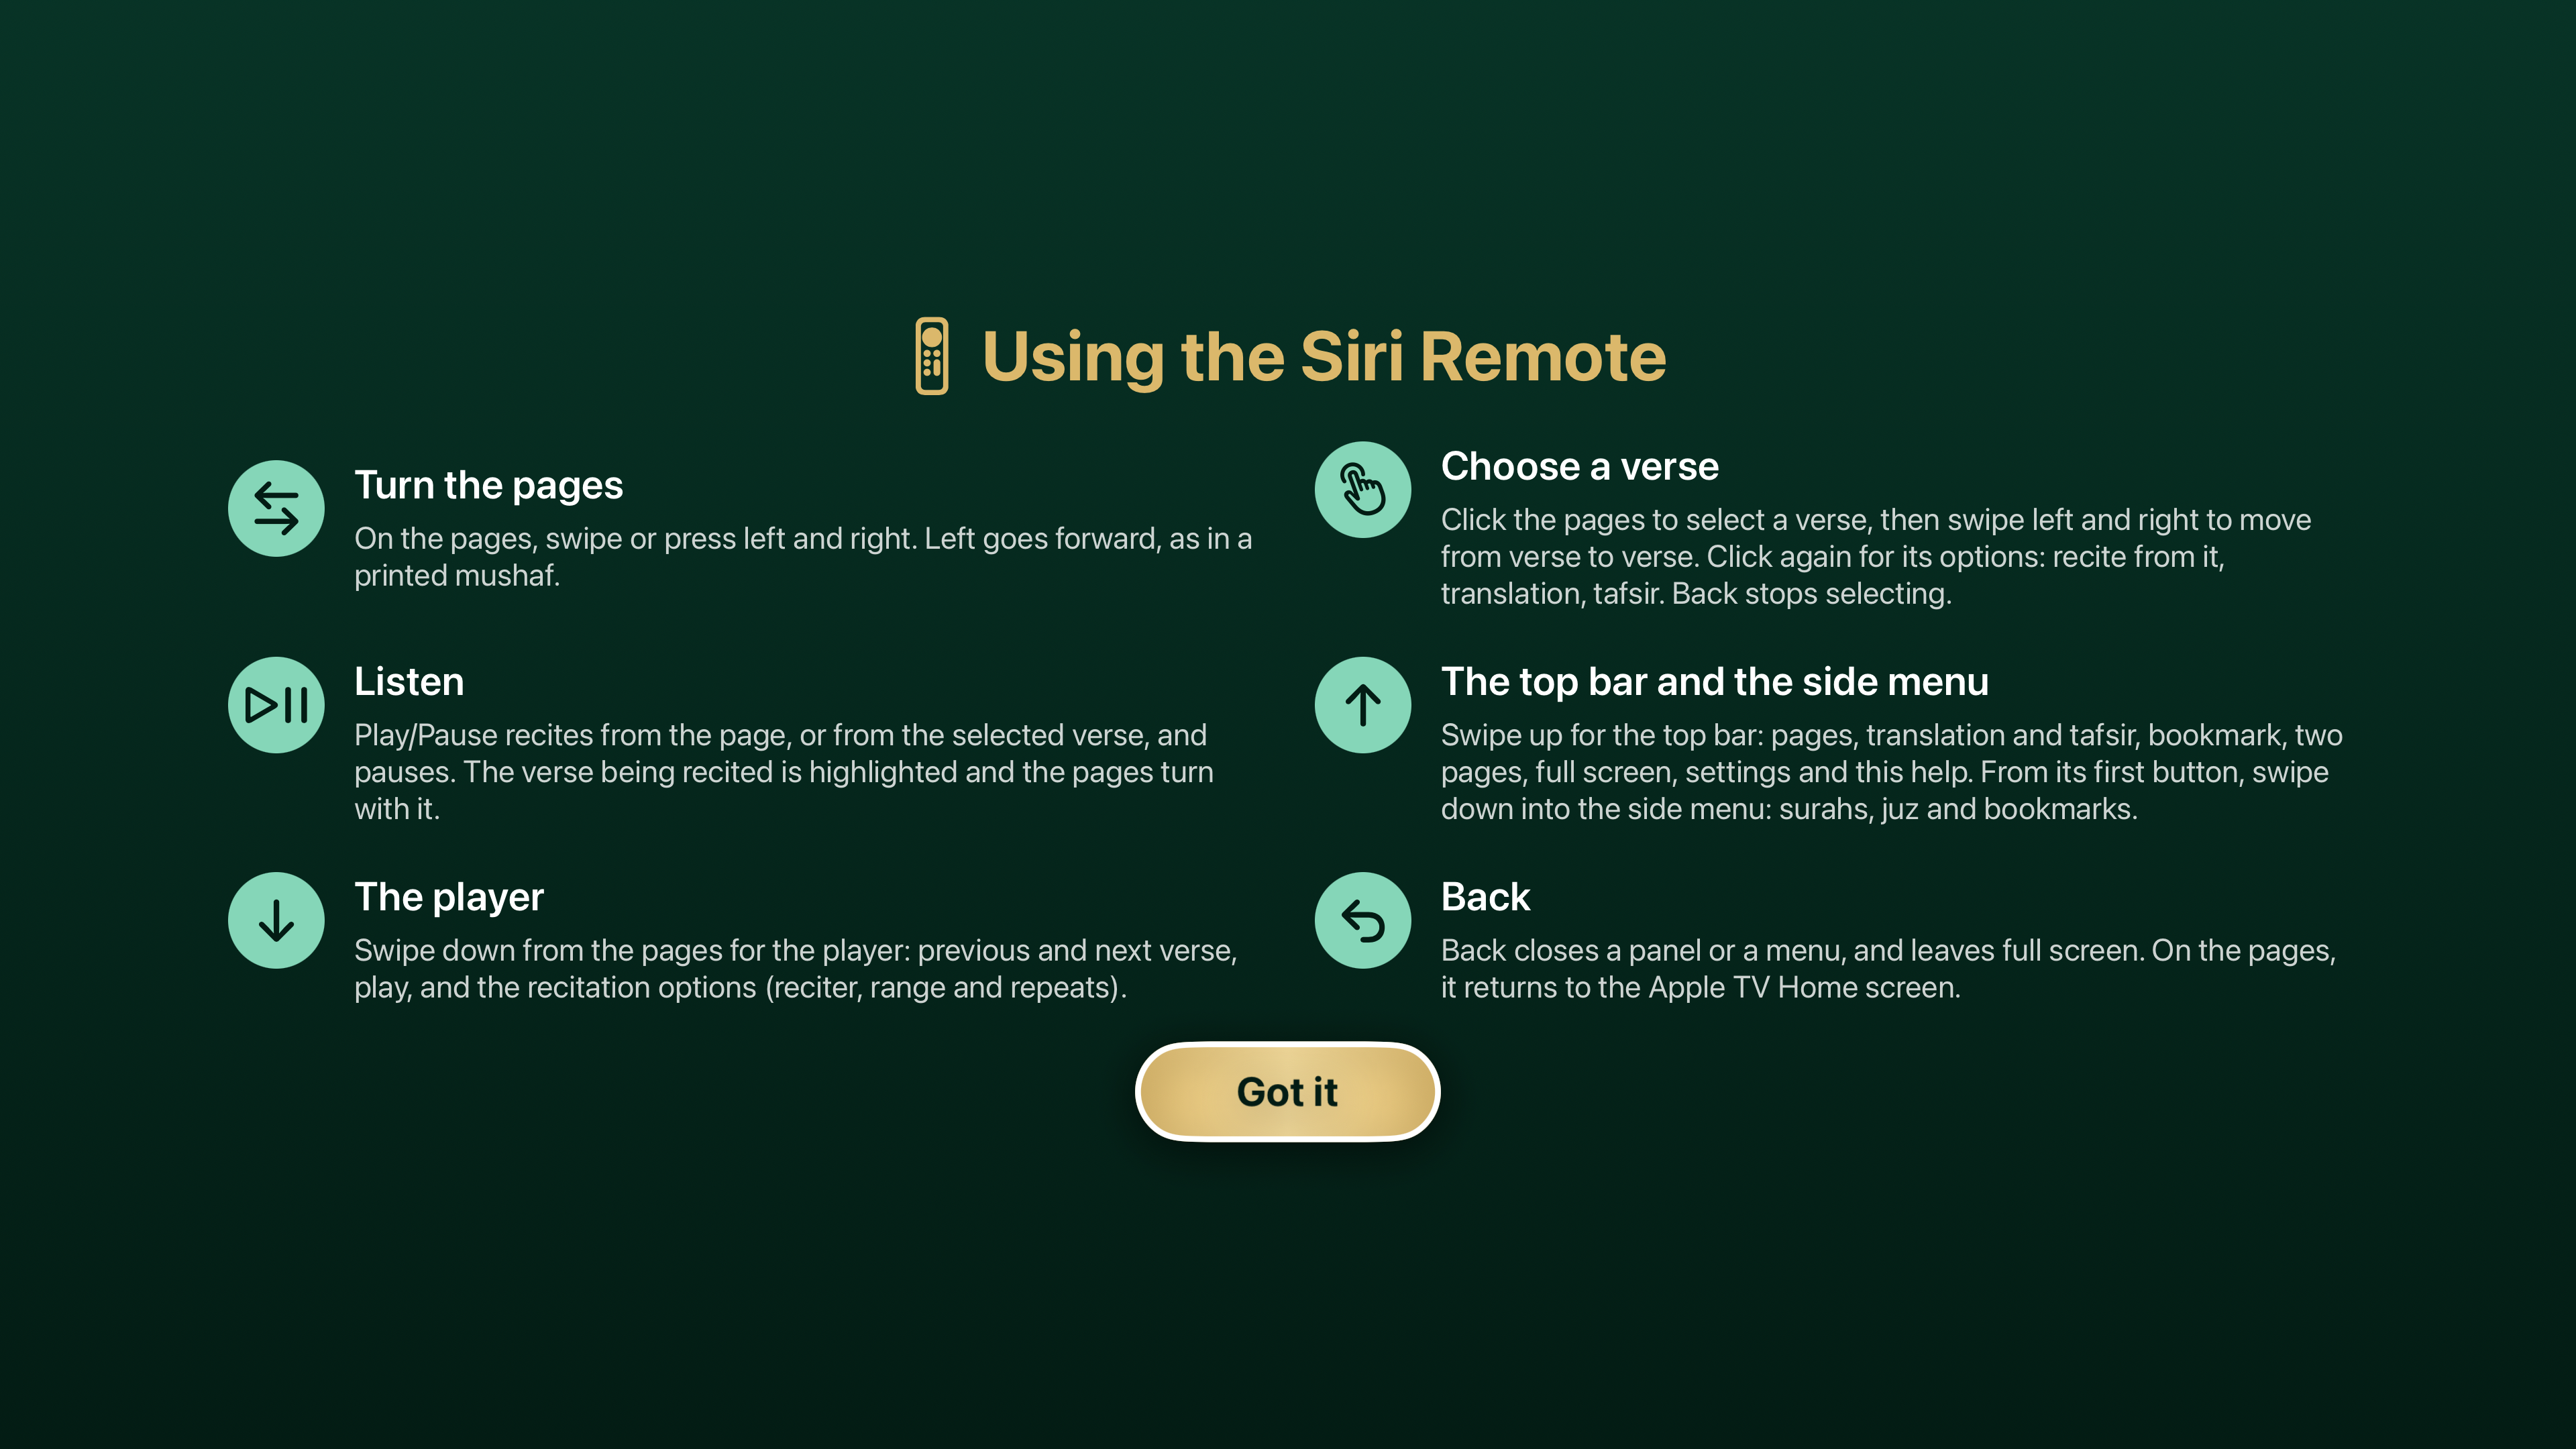 Using the Siri Remote
Turn the pages
On the pages, swipe or press left and right. Left goes forward, as in a
printed mushaf.
Choose a verse
Click the pages to select a verse, then swipe left and right to move
from verse to verse. Click again for its options: recite from it,
translation, tafsir. Back stops selecting.
Listen
Play/Pause recites from the page, or from the selected verse, and
pauses. The verse being recited is highlighted and the pages turn
with it.
The top bar and the side menu
Swipe up for the top bar: pages, translation and tafsir, bookmark, two
pages, full screen, settings and this help. From its first button, swipe
down into the side menu: surahs, juz and bookmarks.
The player
Swipe down from the pages for the player: previous and next verse,
play, and the recitation options (reciter, range and repeats).
Back
Back closes a panel or a menu, and leaves full screen. On the pages,
it returns to the Apple TV Home screen.
Got it